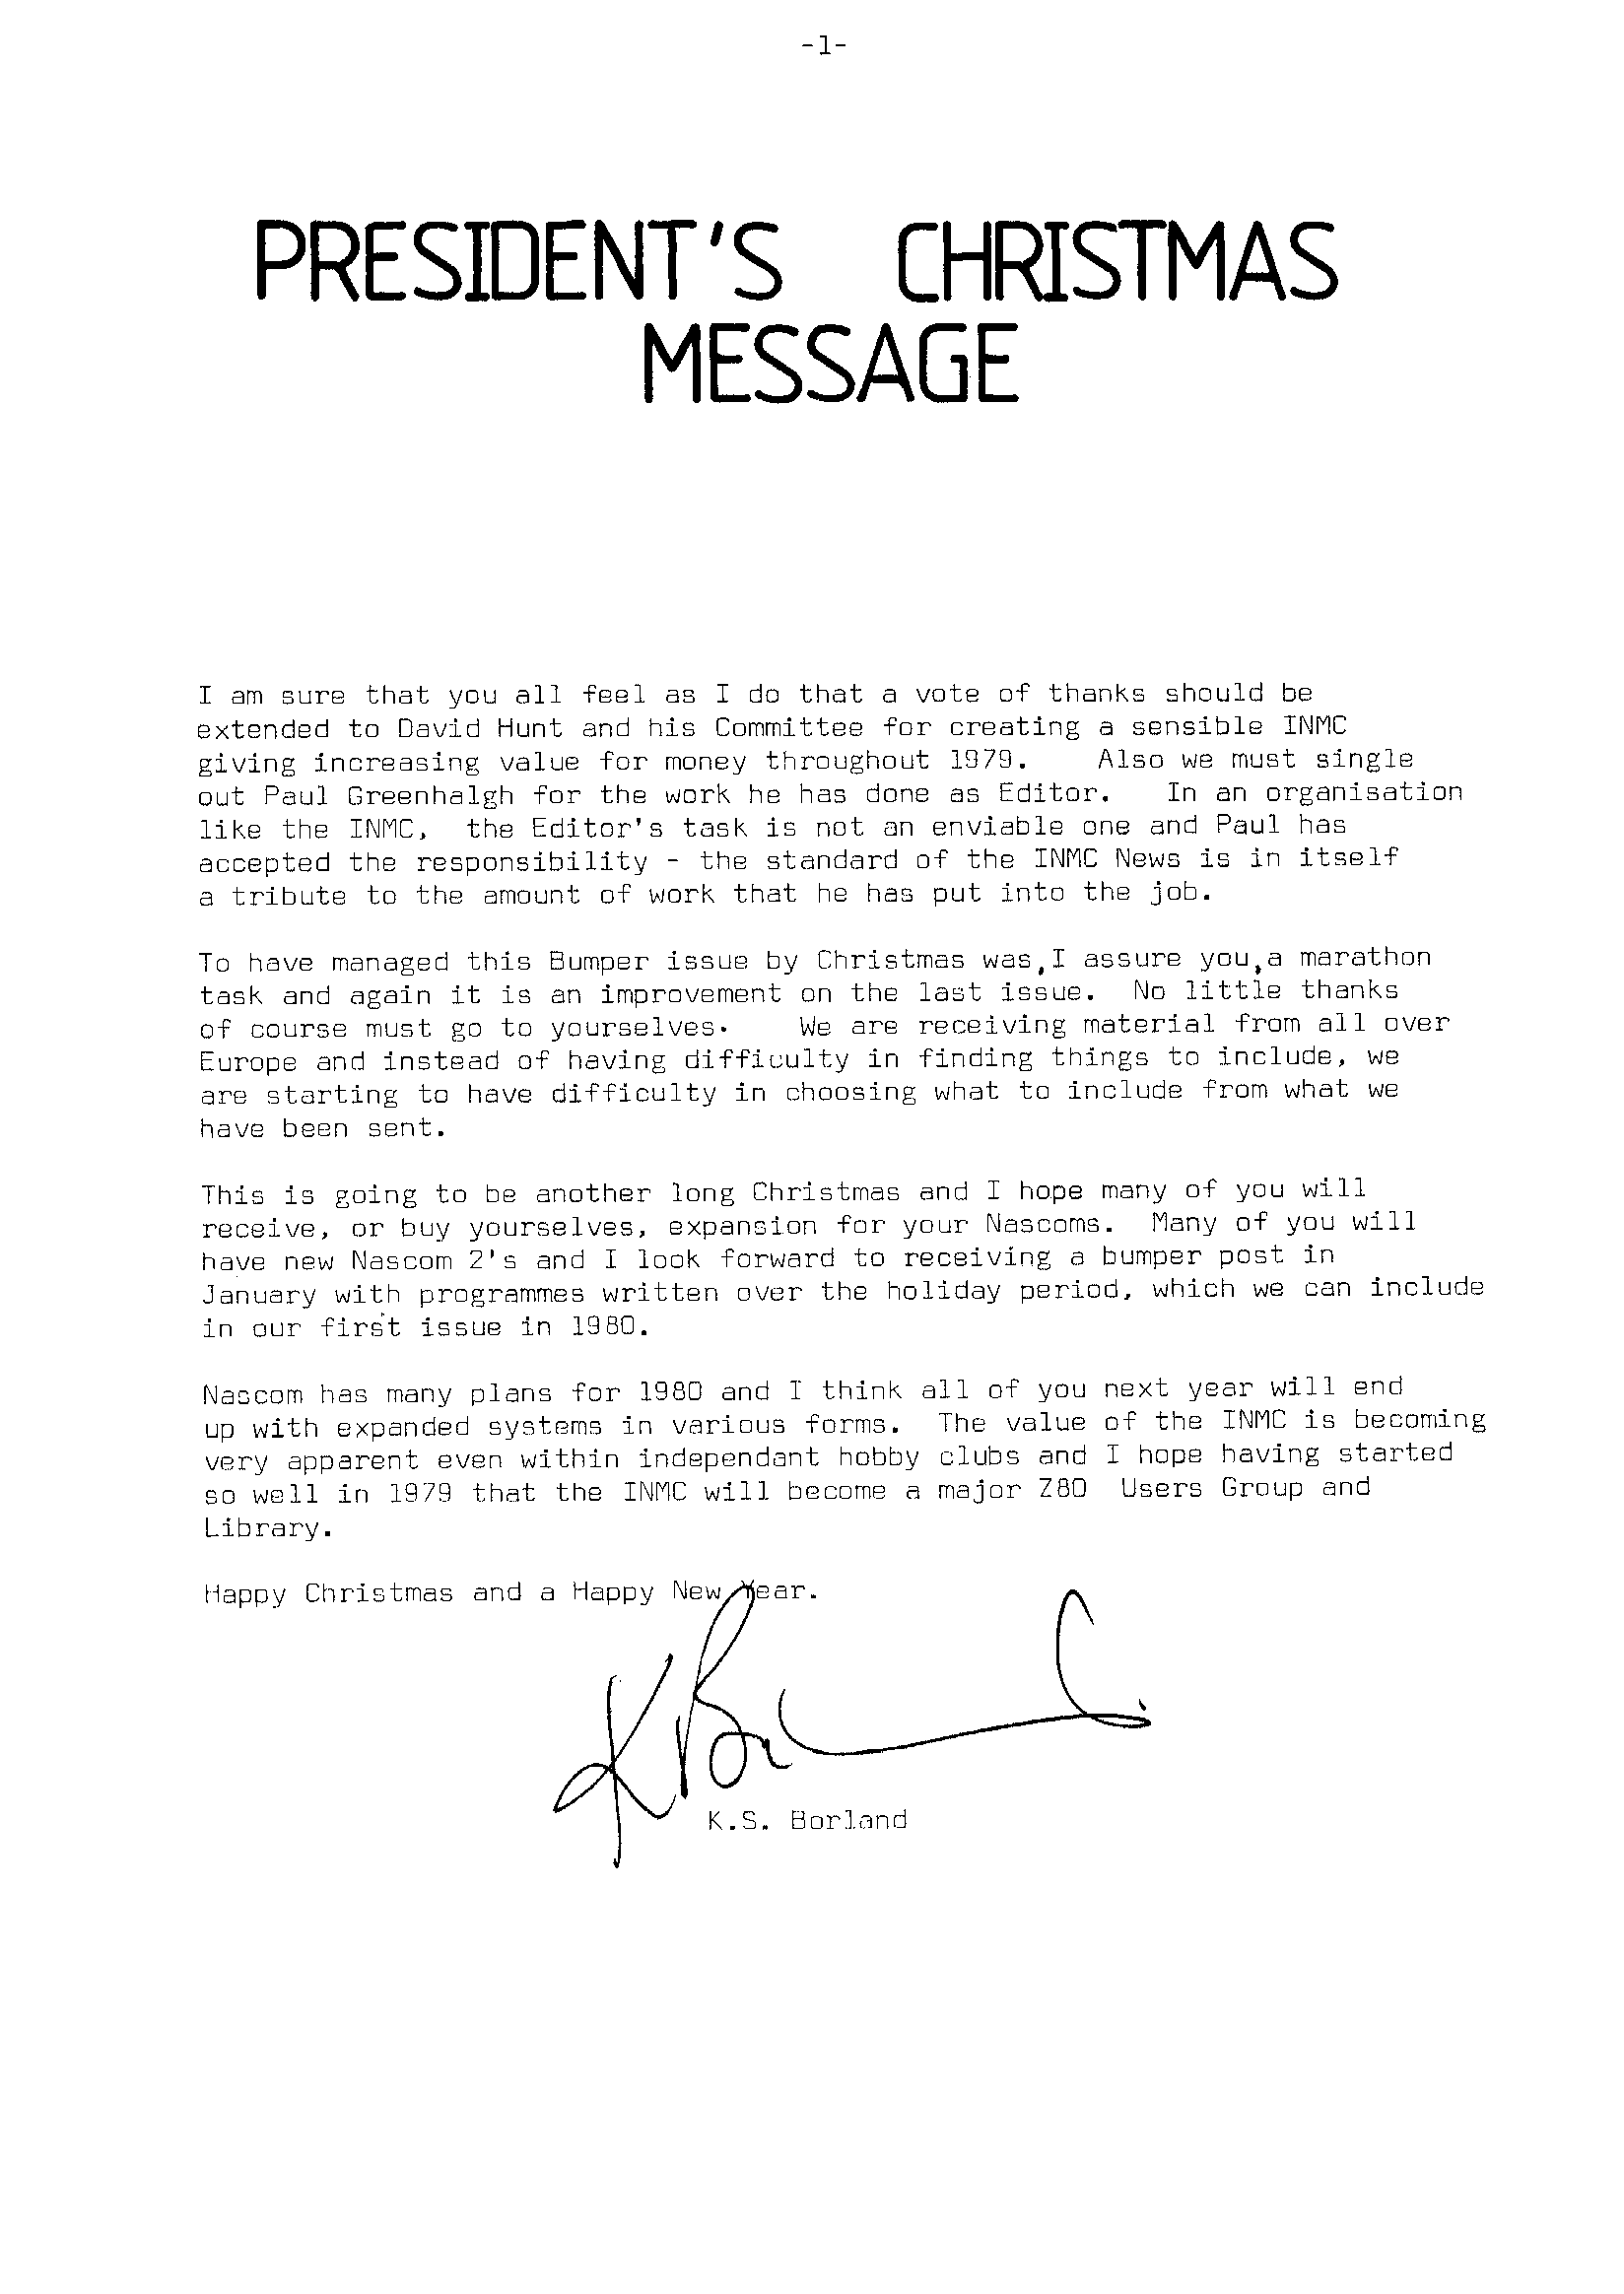 -1-
PRESIDENT'S CHRISTMAS
MESSAGE
I am sure that you all feel as I do that a vote of thanks should be
extended to David Hunt and his Committee for creating a sensible INMC
giving increasing value for money throughout 1979. Also we must single
out Paul Greenhalgh for the work he has done as Editor. In an organisation
like the INMC, the Editor's task is not an enviable one and Paul has
accepted the responsibility - the standard of the INMC News is in itself
a tribute to the amount of work that he has put into the job.
To have managed this Bumper issue by Christmas was,I assure you,a marathon
task and again it is an improvement on the last issue. No little thanks
of course must go to yourselves. We are receiving material from all over
Europe and instead of having difficulty in finding things to include, we
are starting to have difficulty in choosing what to include from what we
have been sent.
This is going to be another long Christmas and I hope many of you will
receive, or buy yourselves, expansion for your Nascoms. Many of you will
have new Nascom 2's and I look forward to receiving a bumper post in
January with programmes written over the holiday period, which we can include
in our first issue in 1980.
Nascom has many plans for 1980 and I think all of you next year will end
up with expanded systems in various forms. The value of the INMC is becoming
very apparent even within independant hobby clubs and I hope having started
so well in 1979 that the INMC will become a major Z80 Users Group and
Library.
Happy Christmas and a Happy New Year.
K.S. Borland